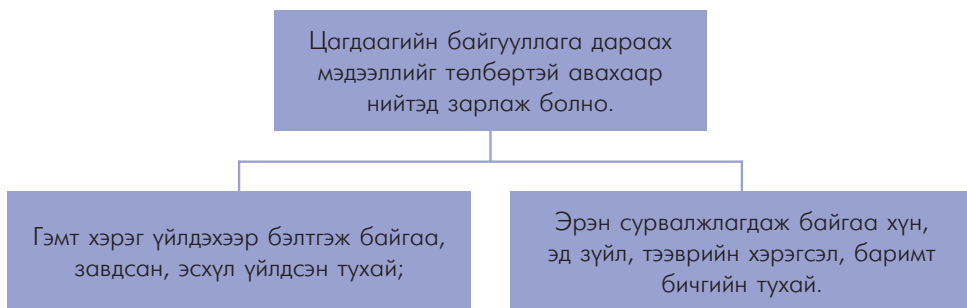 Цагдаагийн байгууллага дараах
мэдээллийг төлбөртэй авахаар
нийтэд зарлаж болно.
Гэмт хэрэг үйлдэхээр бэлтгэж байгаа,
завдсан, эсхүл үйлдсэн тухай;
Эрэн сурвалжлагдаж байгаа хүн,
эд зүйл, тээврийн хэрэгсэл, баримт
бичгийн тухай.